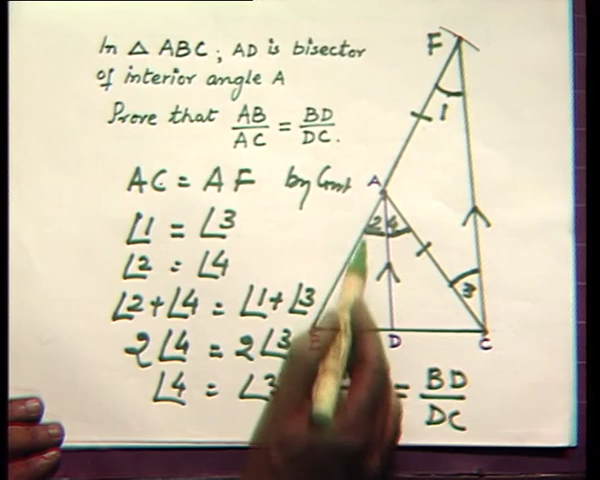 In △ ABC; AD is bisector
of interior angle A
Prove that AB/AC = BD/DC.
AC = AF by Const
∠1 = ∠3
∠2 = ∠4
∠2+∠4 = ∠1+∠3
2∠4 = 2∠3
∠4 = ∠3
= BD/DC
F
1
A
2 4
3
B D C